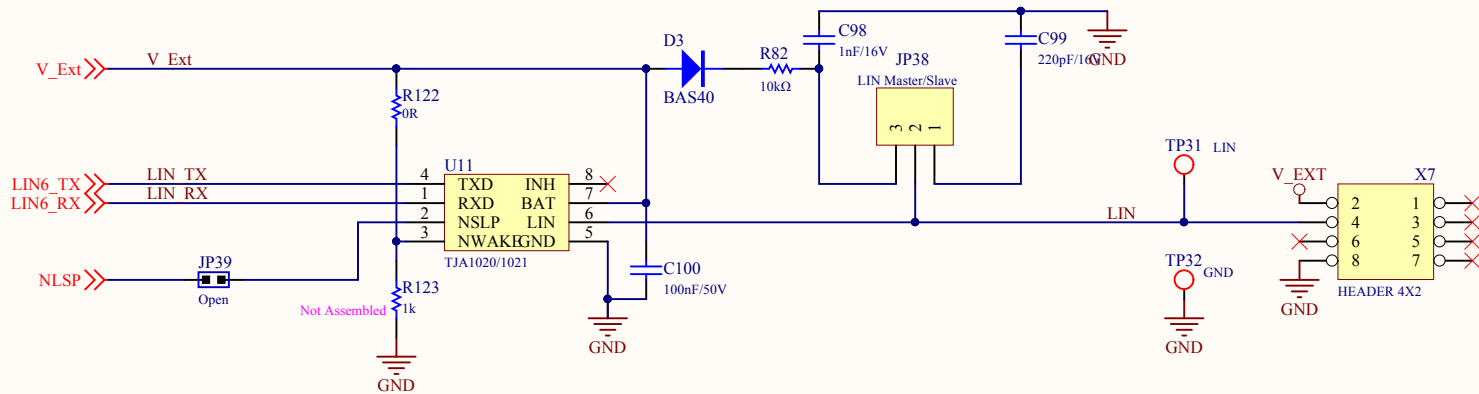 D3
BAS40
R82
10kΩ
C98
1nF/16V
C99
220pF/16V
GND
JP38
LIN Master/Slave
3 2 1
V_Ext
V_Ext
R122
0R
U11
LIN6_TX
LIN_TX
4 TXD INH 8
LIN6_RX
LIN_RX
1 RXD BAT 7
2 NSLP LIN 6
3 NWAKE GND 5
TJA1020/1021
LIN
TP31 LIN
TP32 GND
GND
V_EXT
X7
2 1
4 3
6 5
8 7
HEADER 4X2
GND
NLSP
JP39
Open
R123
1k
Not Assembled
GND
C100
100nF/50V
GND